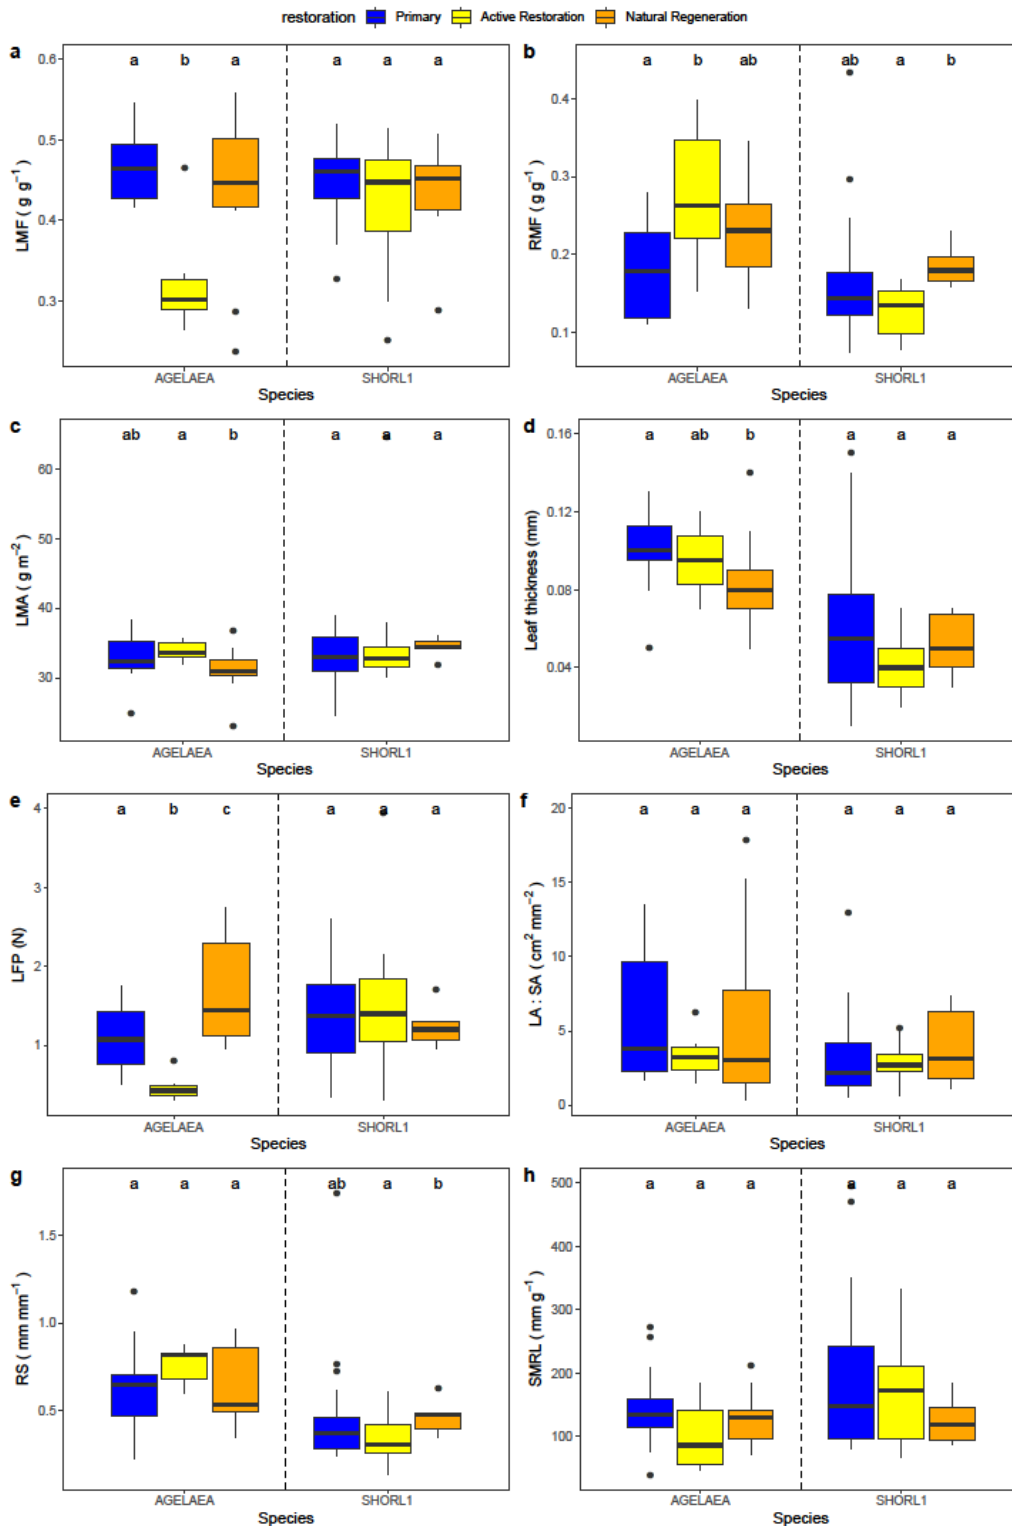 restoration Primary Active Restoration Natural Regeneration
a
a b a a a a
0.6
0.5
0.4
0.3
LMF ( g g⁻¹)
AGELAEA SHORL1
Species
b
a b ab ab a b
0.4
0.3
0.2
0.1
RMF ( g g⁻¹)
AGELAEA SHORL1
Species
c
ab a b a a a
60
50
40
30
LMA ( g m⁻²)
AGELAEA SHORL1
Species
d
a ab b a a a
0.16
0.12
0.08
0.04
Leaf thickness (mm)
AGELAEA SHORL1
Species
e
a b c a a a
4
3
2
1
LFP (N)
AGELAEA SHORL1
Species
f
a a a a a a
20
15
10
5
0
LA : SA ( cm² mm⁻²)
AGELAEA SHORL1
Species
g
a a a ab a b
1.5
1.0
0.5
RS ( mm mm⁻¹)
AGELAEA SHORL1
Species
h
a a a a a a
500
400
300
200
100
SMRL ( mm g⁻¹)
AGELAEA SHORL1
Species